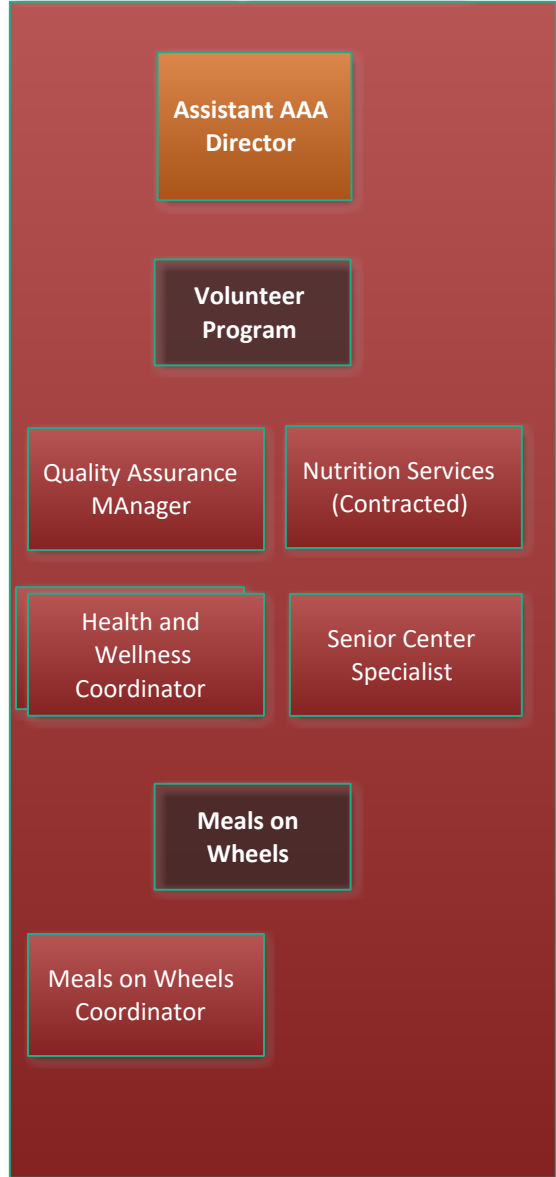 Assistant AAA
Director
Volunteer
Program
Quality Assurance
MAnager
Nutrition Services
(Contracted)
Health and
Wellness
Coordinator
Senior Center
Specialist
Meals on
Wheels
Meals on Wheels
Coordinator